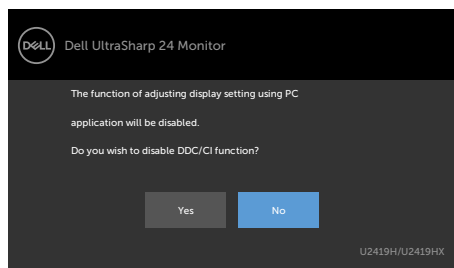 DELL
Dell UltraSharp 24 Monitor
The function of adjusting display setting using PC
application will be disabled.
Do you wish to disable DDC/CI function?
Yes No
U2419H/U2419HX